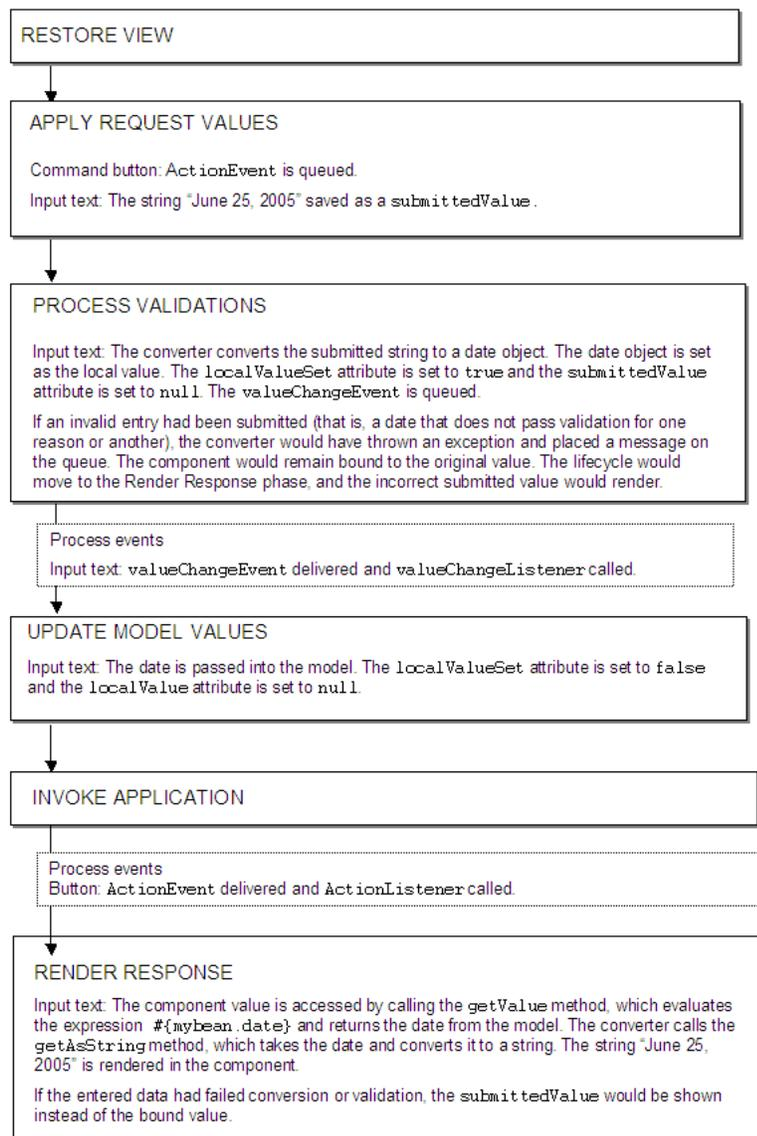 RESTORE VIEW
APPLY REQUEST VALUES
Command button: ActionEvent is queued.
Input text: The string “June 25, 2005” saved as a submittedValue.
PROCESS VALIDATIONS
Input text: The converter converts the submitted string to a date object. The date object is set
as the local value. The localValueSet attribute is set to true and the submittedValue
attribute is set to null. The valueChangeEvent is queued.
If an invalid entry had been submitted (that is, a date that does not pass validation for one
reason or another), the converter would have thrown an exception and placed a message on
the queue. The component would remain bound to the original value. The lifecycle would
move to the Render Response phase, and the incorrect submitted value would render.
Process events
Input text: valueChangeEvent delivered and valueChangeListener called.
UPDATE MODEL VALUES
Input text: The date is passed into the model. The localValueSet attribute is set to false
and the localValue attribute is set to null.
INVOKE APPLICATION
Process events
Button: ActionEvent delivered and ActionListener called.
RENDER RESPONSE
Input text: The component value is accessed by calling the getValue method, which evaluates
the expression #{mybean.date} and returns the date from the model. The converter calls the
getAsString method, which takes the date and converts it to a string. The string “June 25,
2005” is rendered in the component.
If the entered data had failed conversion or validation, the submittedValue would be shown
instead of the bound value.